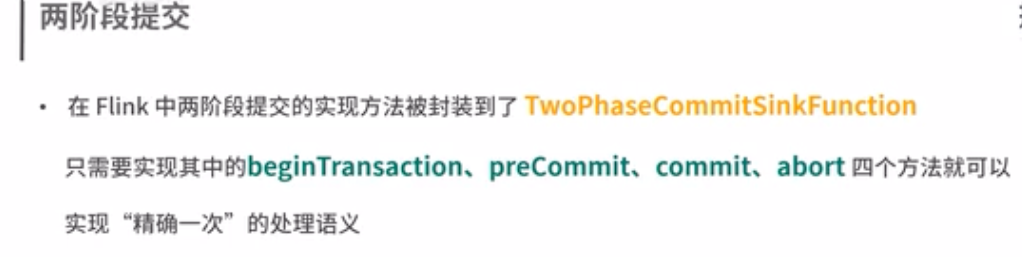 两阶段提交
• 在 Flink 中两阶段提交的实现方法被封装到了 TwoPhaseCommitSinkFunction
只需要实现其中的beginTransaction、preCommit、commit、abort 四个方法就可以
实现“精确一次”的处理语义